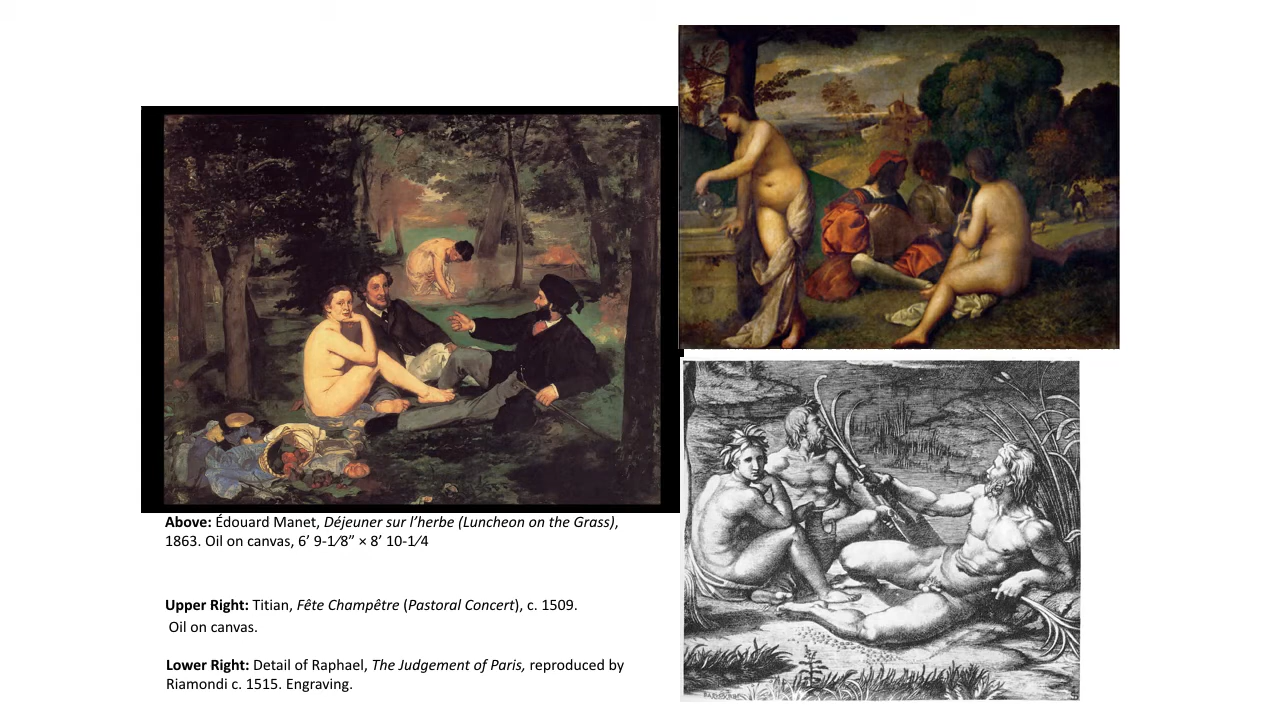 Above: Édouard Manet, Déjeuner sur l’herbe (Luncheon on the Grass),
1863. Oil on canvas, 6’ 9-1⁄8” × 8’ 10-1⁄4
Upper Right: Titian, Fête Champêtre (Pastoral Concert), c. 1509.
Oil on canvas.
Lower Right: Detail of Raphael, The Judgement of Paris, reproduced by
Riamondi c. 1515. Engraving.